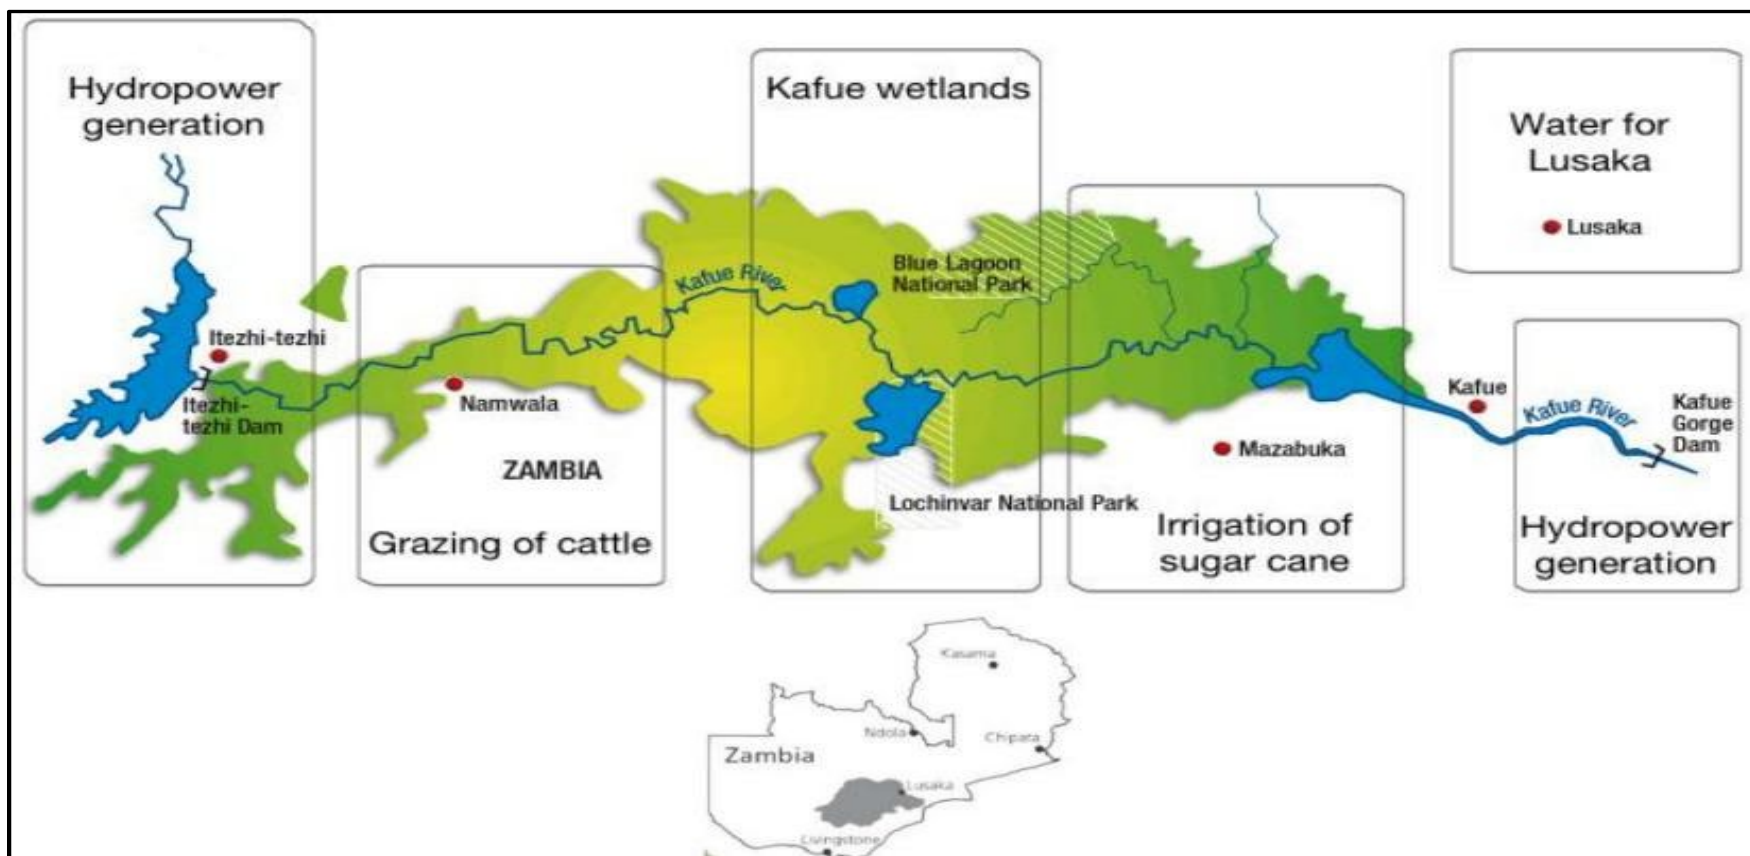 Hydropower
generation
Kafue wetlands
Water for
Lusaka
Lusaka
Kafue River
Blue Lagoon
National Park
Itezhi-tezhi
Itezhi-
tezhi Dam
Namwala
ZAMBIA
Grazing of cattle
Lochinvar National Park
Mazabuka
Irrigation of
sugar cane
Kafue
Kafue River
Kafue
Gorge
Dam
Hydropower
generation
Kasama
Ndola
Chipata
Zambia
Lusaka
Livingstone